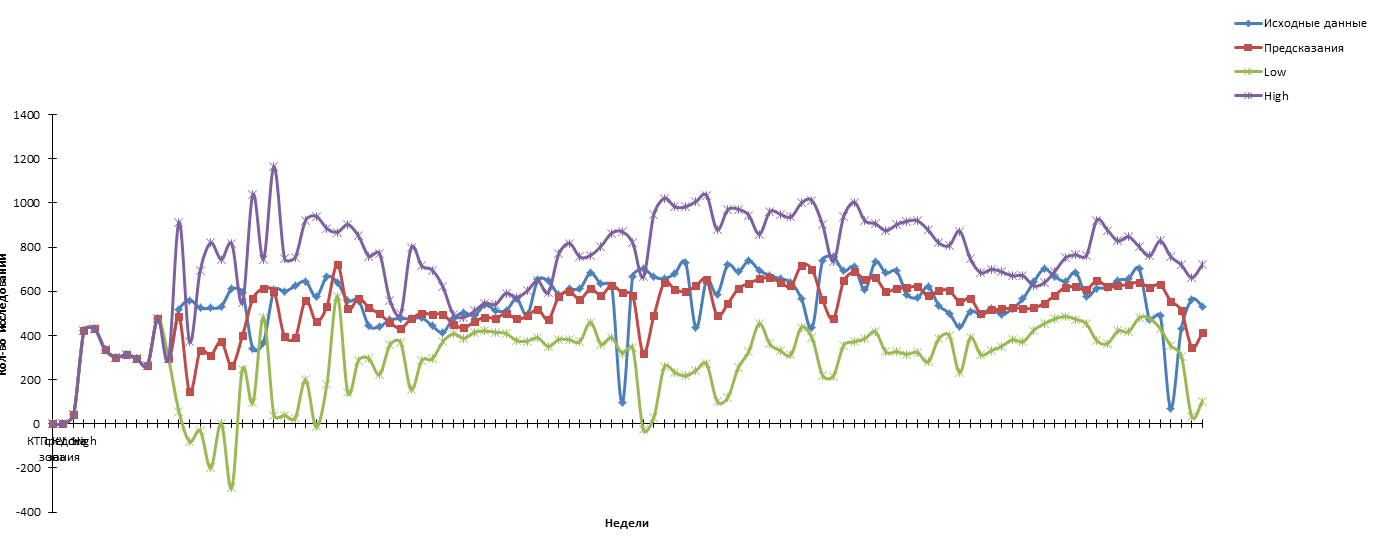 Исходные данные
Предсказания
Low
High
1400
1200
1000
800
600
400
200
0
-200
-400
Кол-во исследований
High
Недели